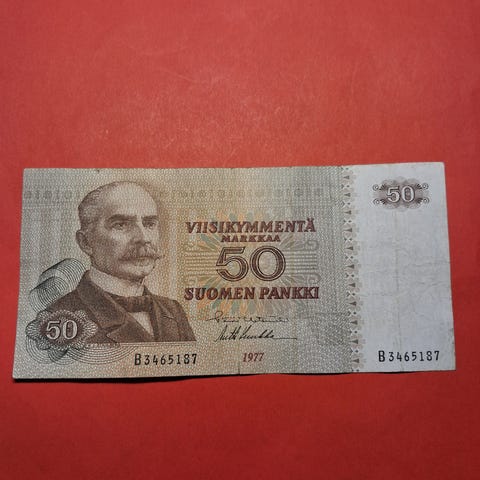 50
VIISIKYMMENTÄ
MARKKAA
50
SUOMEN PANKKI
50
B3465187
1977
B3465187